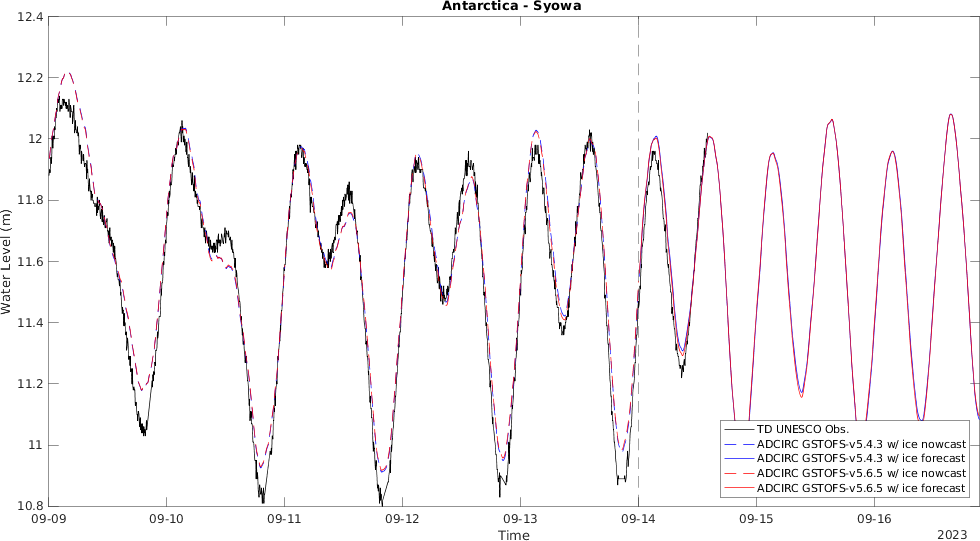 Antarctica - Syowa
12.4
12.2
12
11.8
11.6
11.4
11.2
11
10.8
Water Level (m)
09-09 09-10 09-11 09-12 09-13 09-14 09-15 09-16
Time
2023
TD UNESCO Obs.
ADCIRC GSTOFS-v5.4.3 w/ ice nowcast
ADCIRC GSTOFS-v5.4.3 w/ ice forecast
ADCIRC GSTOFS-v5.6.5 w/ ice nowcast
ADCIRC GSTOFS-v5.6.5 w/ ice forecast